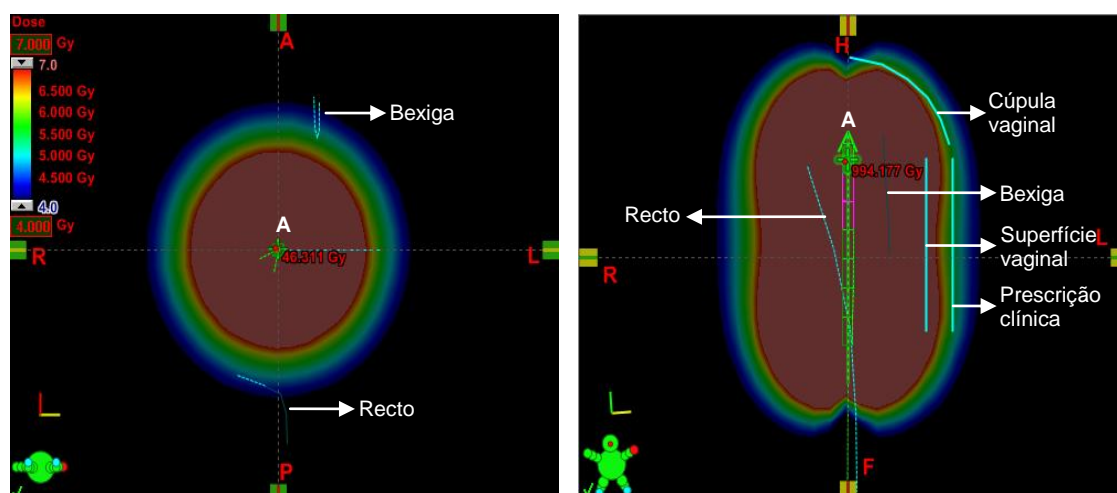 Dose
7.000 Gy
7.0
6.500 Gy
6.000 Gy
5.500 Gy
5.000 Gy
4.500 Gy
4.0
4.000 Gy
A
Bexiga
A
46.311 Gy
R
L
Recto
P
H
Cúpula
vaginal
A
994.177 Gy
Bexiga
Recto
Superfície
vaginal
L
R
Prescrição
clínica
F